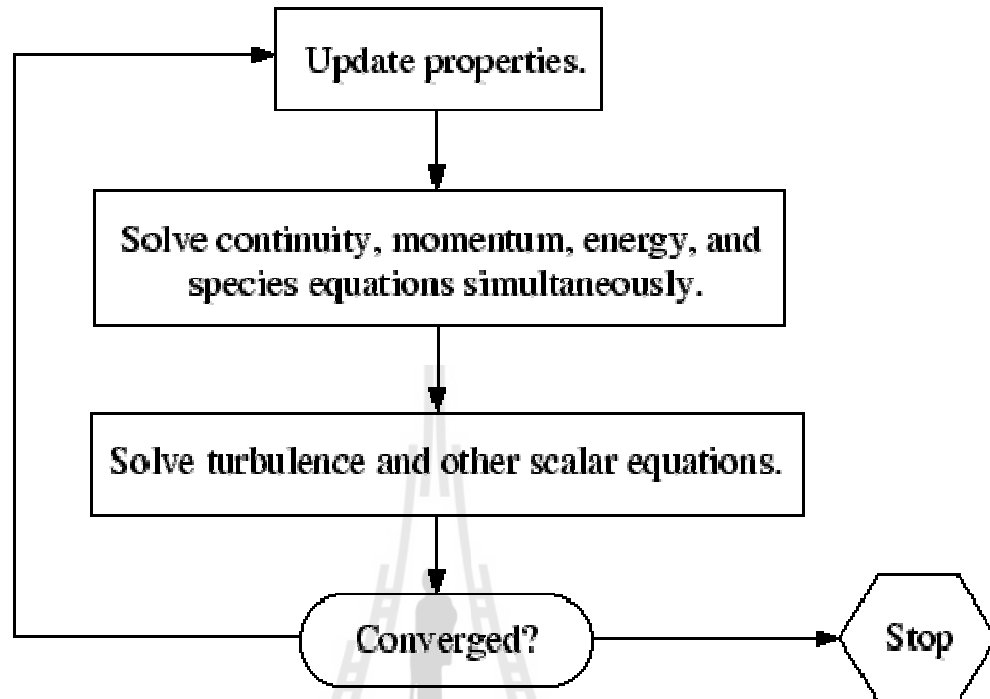 Update properties.
Solve continuity, momentum, energy, and
species equations simultaneously.
Solve turbulence and other scalar equations.
Converged?
Stop